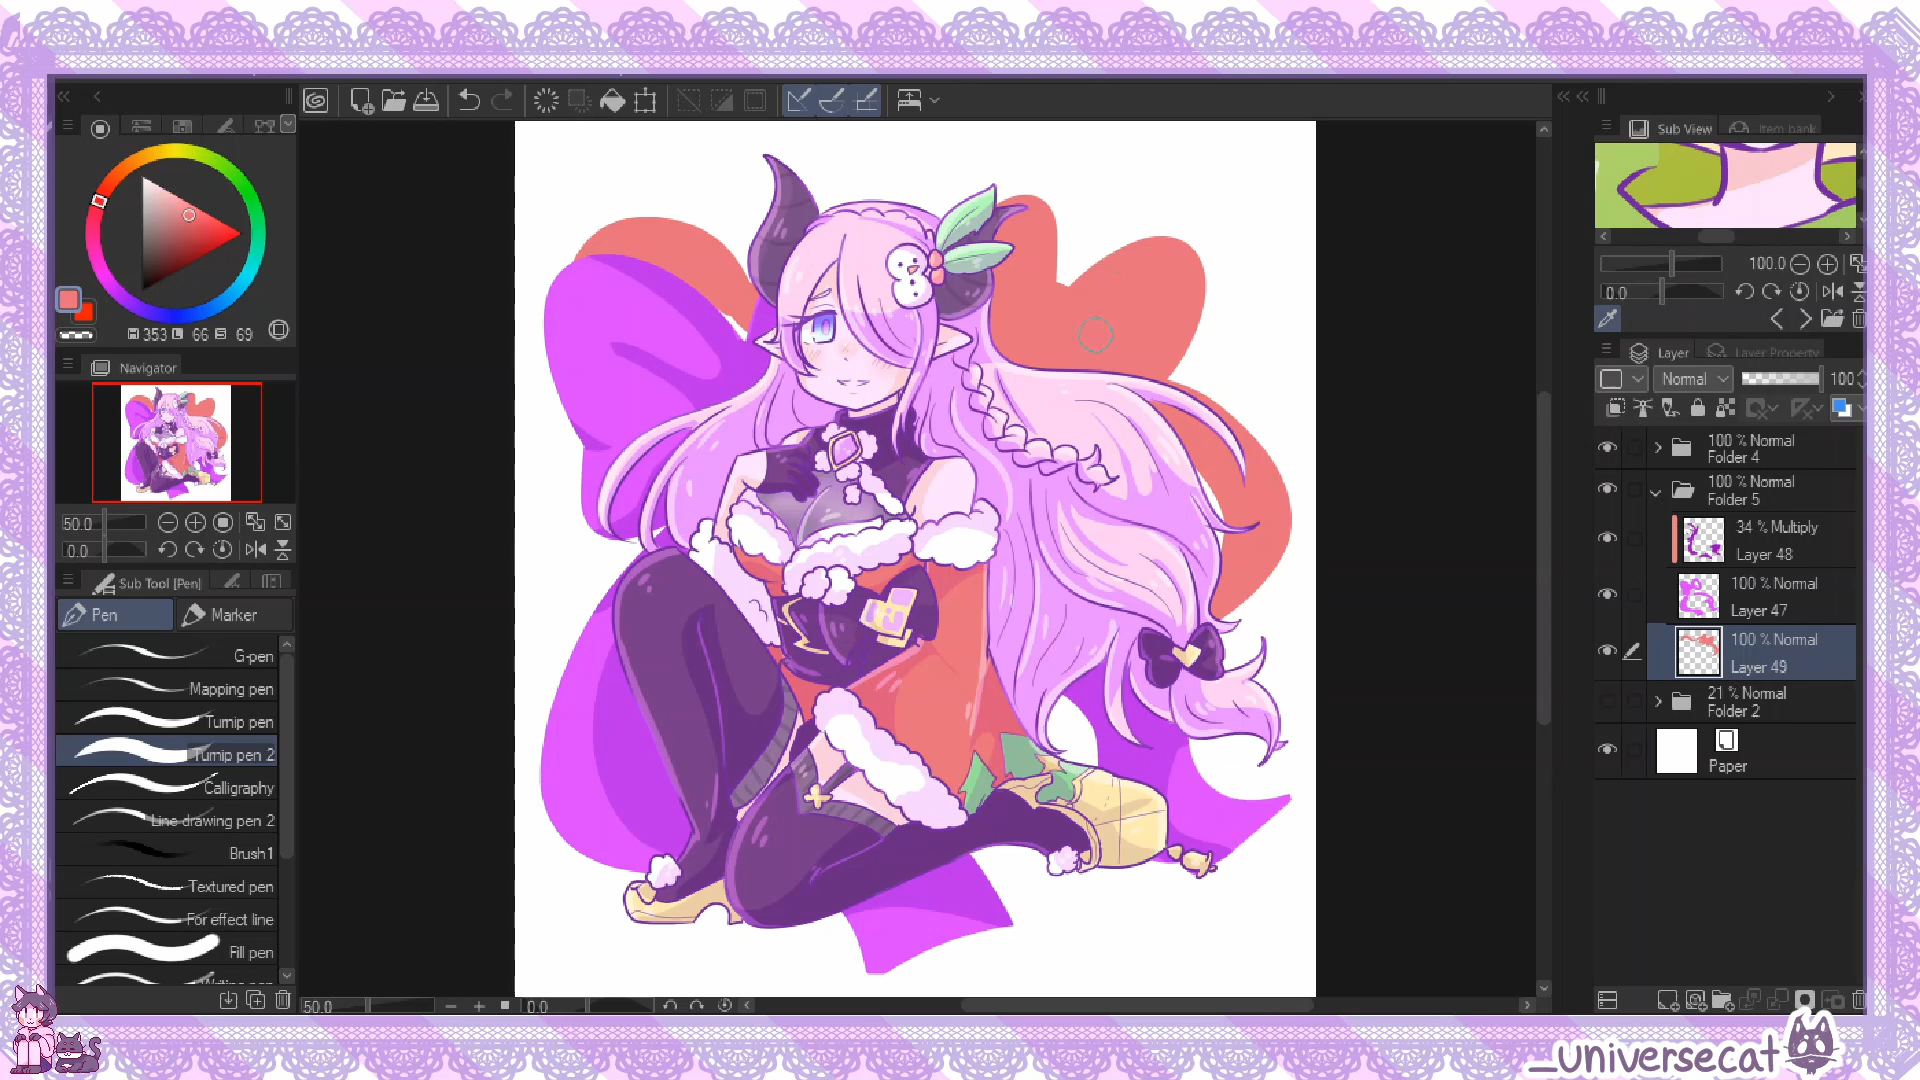 Sub View
Item bank
100.0
0.0
353 66 69
Navigator
50.0
0.0
Sub Tool [Pen]
Pen
Marker
G-pen
Mapping pen
Turnip pen
Turnip pen 2
Calligraphy
Line drawing pen 2
Brush1
Textured pen
For effect line
Fill pen
50.0
0.0
Layer
Layer Property
Normal
100
100 % Normal
Folder 4
100 % Normal
Folder 5
34 % Multiply
Layer 48
100 % Normal
Layer 47
100 % Normal
Layer 49
21 % Normal
Folder 2
Paper
_universecat